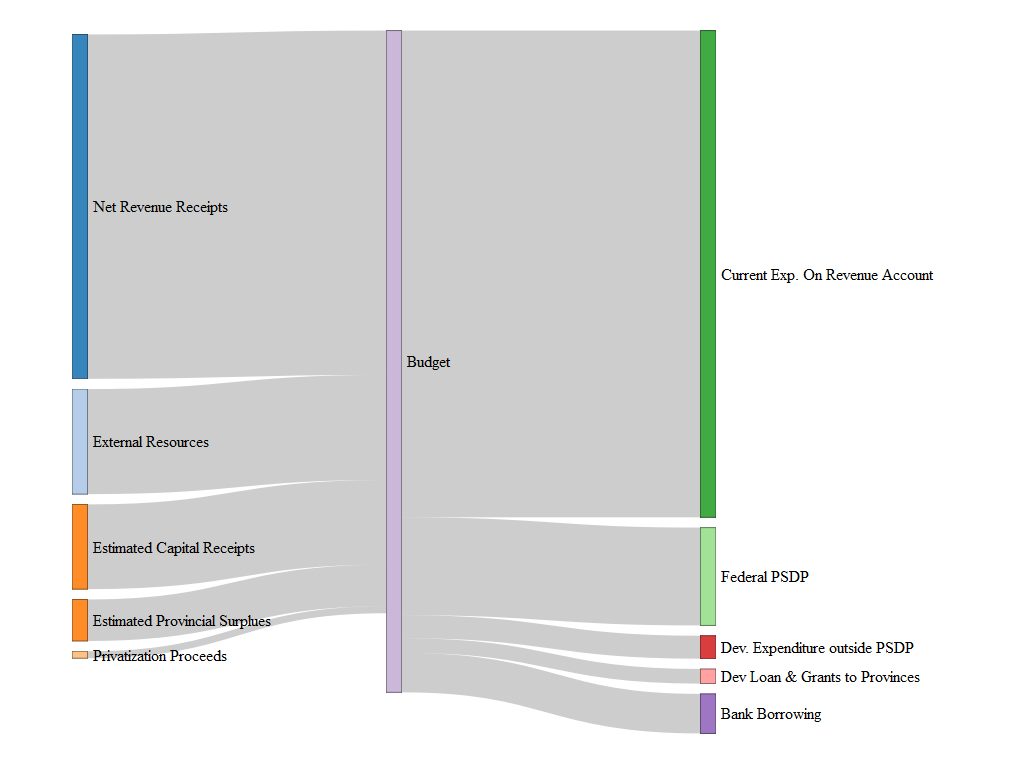 Net Revenue Receipts
External Resources
Estimated Capital Receipts
Estimated Provincial Surplues
Privatization Proceeds
Budget
Current Exp. On Revenue Account
Federal PSDP
Dev. Expenditure outside PSDP
Dev Loan & Grants to Provinces
Bank Borrowing